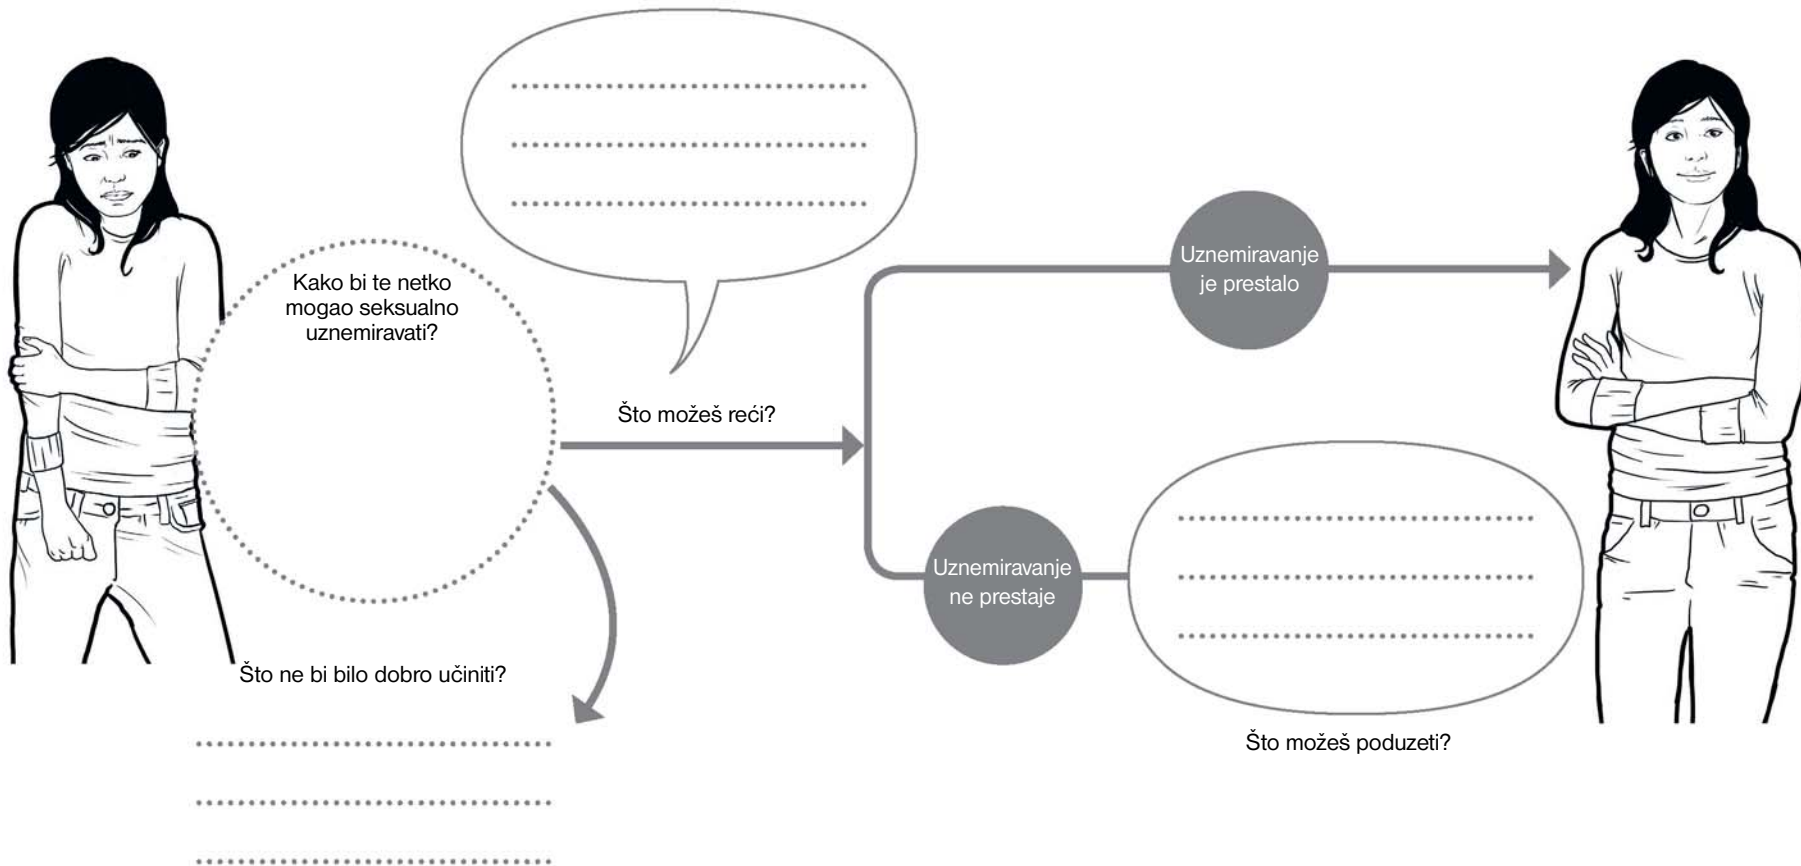 Kako bi te netko
mogao seksualno
uznemiravati?
Što možeš reći?
Uznemiravanje
je prestalo
Uznemiravanje
ne prestaje
Što ne bi bilo dobro učiniti?
Što možeš poduzeti?